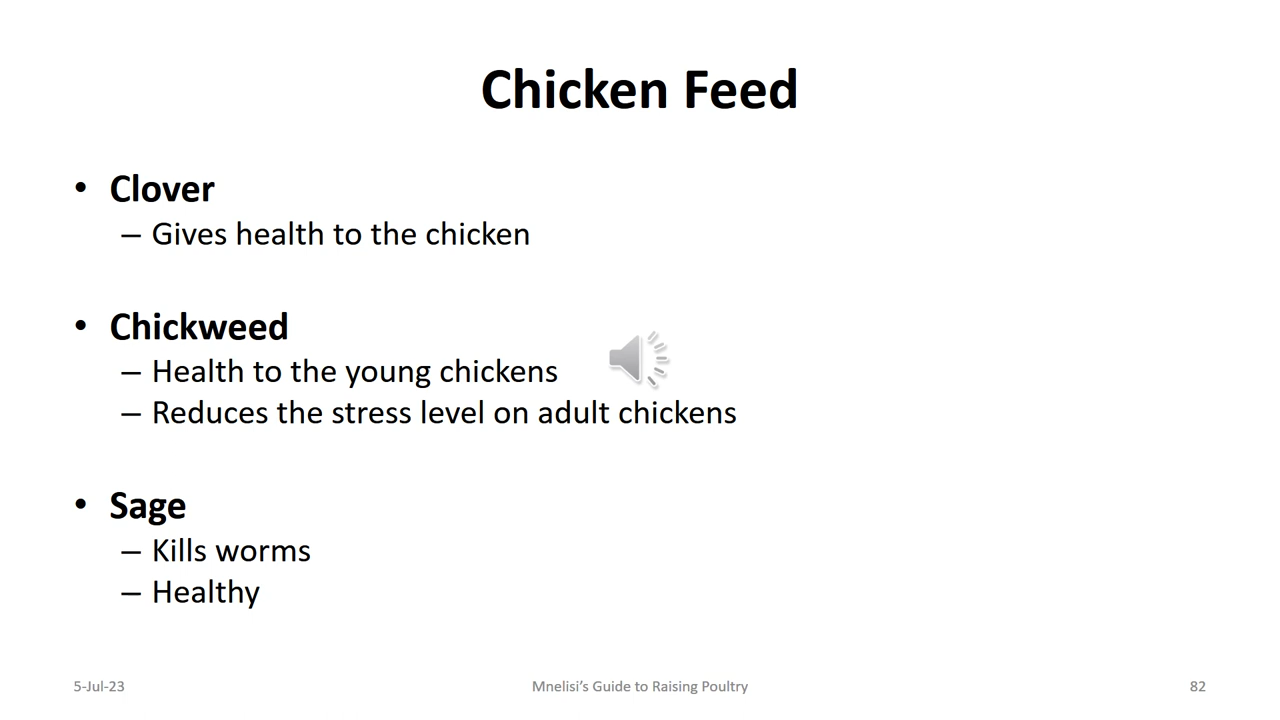 Chicken Feed
• Clover
– Gives health to the chicken
• Chickweed
– Health to the young chickens
– Reduces the stress level on adult chickens
• Sage
– Kills worms
– Healthy
5-Jul-23
Mnelisi’s Guide to Raising Poultry
82